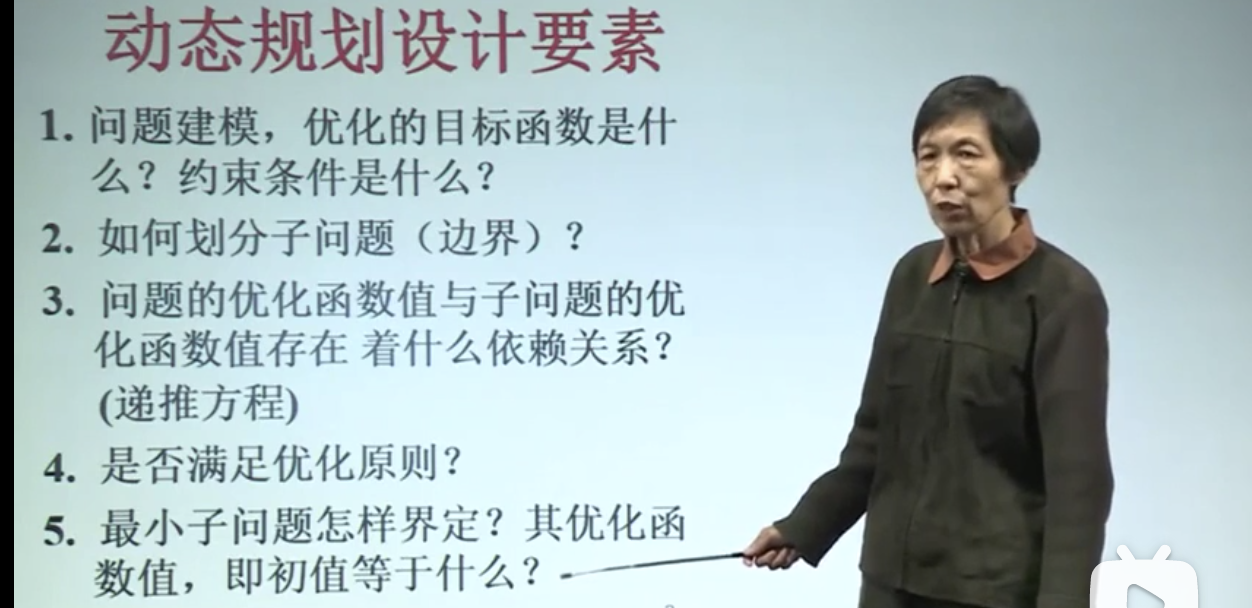 动态规划设计要素
1. 问题建模，优化的目标函数是什
么？约束条件是什么？
2. 如何划分子问题（边界）？
3. 问题的优化函数值与子问题的优
化函数值存在 着什么依赖关系？
(递推方程)
4. 是否满足优化原则？
5. 最小子问题怎样界定？其优化函
数值，即初值等于什么？